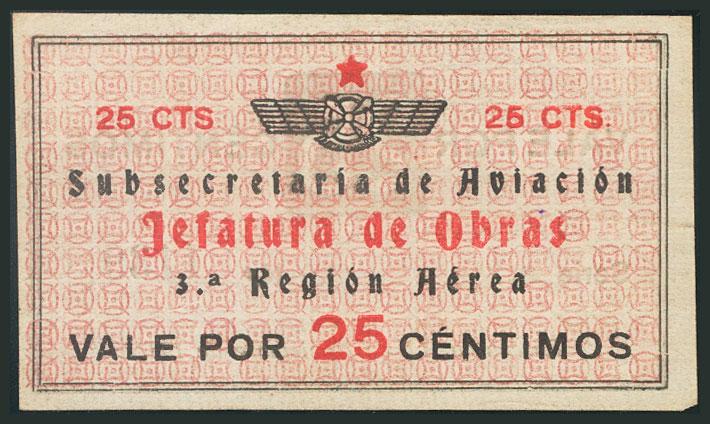 25 CTS
25 CTS.
Subsecretaría de Aviación
Jefatura de Obras
3.ª Región Aérea
VALE POR 25 CÉNTIMOS